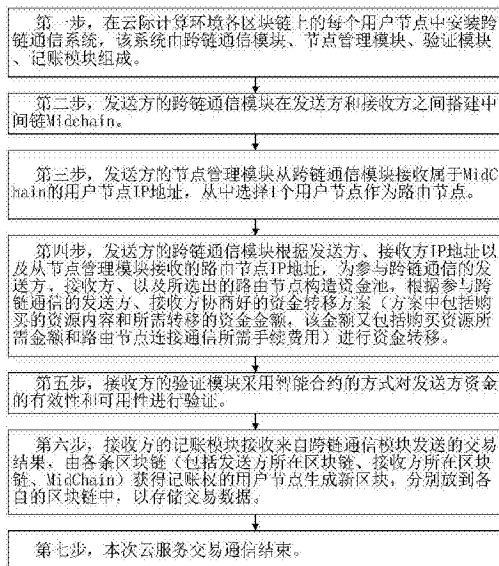 第一步，在云际计算环境各区块链上的每个用户节点中安装跨
链通信系统，该系统由跨链通信模块、节点管理模块、验证模块
、记账模块组成。
第二步，发送方的跨链通信模块在发送方和接收方之间搭建中
间链Midchain。
第三步，发送方的节点管理模块从跨链通信模块接收属于MidC
hain的用户节点IP地址，从中选择1个用户节点作为路由节点。
第四步，发送方的跨链通信模块根据发送方、接收方IP地址以
及从节点管理模块接收的路由节点IP地址，为参与跨链通信的发
送方、接收方、以及所选出的路由节点构造资金池，根据参与跨
链通信的发送方、接收方协商好的资金转移方案（方案中包括购
买的资源内容和所需转移的资金金额，该金额又包括购买资源所
需金额和路由节点连接通信所需手续费用）进行资金转移。
第五步，接收方的验证模块采用智能合约的方式对发送方资金
的有效性和可用性进行验证。
第六步，接收方的记账模块接收来自跨链通信模块发送的交易
结果，由各条区块链（包括发送方所在区块链、接收方所在区块
链、MidChain）获得记账权的用户节点生成新区块，分别放到各
自的区块链中，以存储交易数据。
第七步，本次云服务交易通信结束。